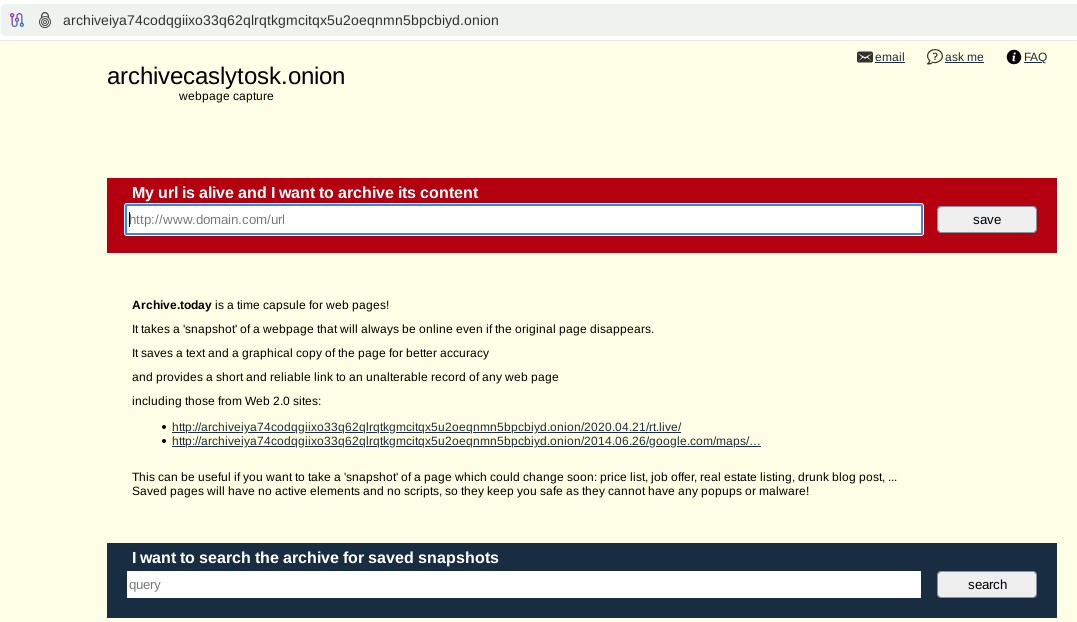 archiveiya74codqgiixo33q62qlrqtkgmcitqx5u2oeqnmn5bpcbiyd.onion
email ask me FAQ
archivecaslytosk.onion
webpage capture
My url is alive and I want to archive its content
http://www.domain.com/url save
Archive.today is a time capsule for web pages!
It takes a 'snapshot' of a webpage that will always be online even if the original page disappears.
It saves a text and a graphical copy of the page for better accuracy
and provides a short and reliable link to an unalterable record of any web page
including those from Web 2.0 sites:
http://archiveiya74codqgiixo33q62qlrqtkgmcitqx5u2oeqnmn5bpcbiyd.onion/2020.04.21/rt.live/
http://archiveiya74codqgiixo33q62qlrqtkgmcitqx5u2oeqnmn5bpcbiyd.onion/2014.06.26/google.com/maps/...
This can be useful if you want to take a 'snapshot' of a page which could change soon: price list, job offer, real estate listing, drunk blog post, ...
Saved pages will have no active elements and no scripts, so they keep you safe as they cannot have any popups or malware!
I want to search the archive for saved snapshots
query search